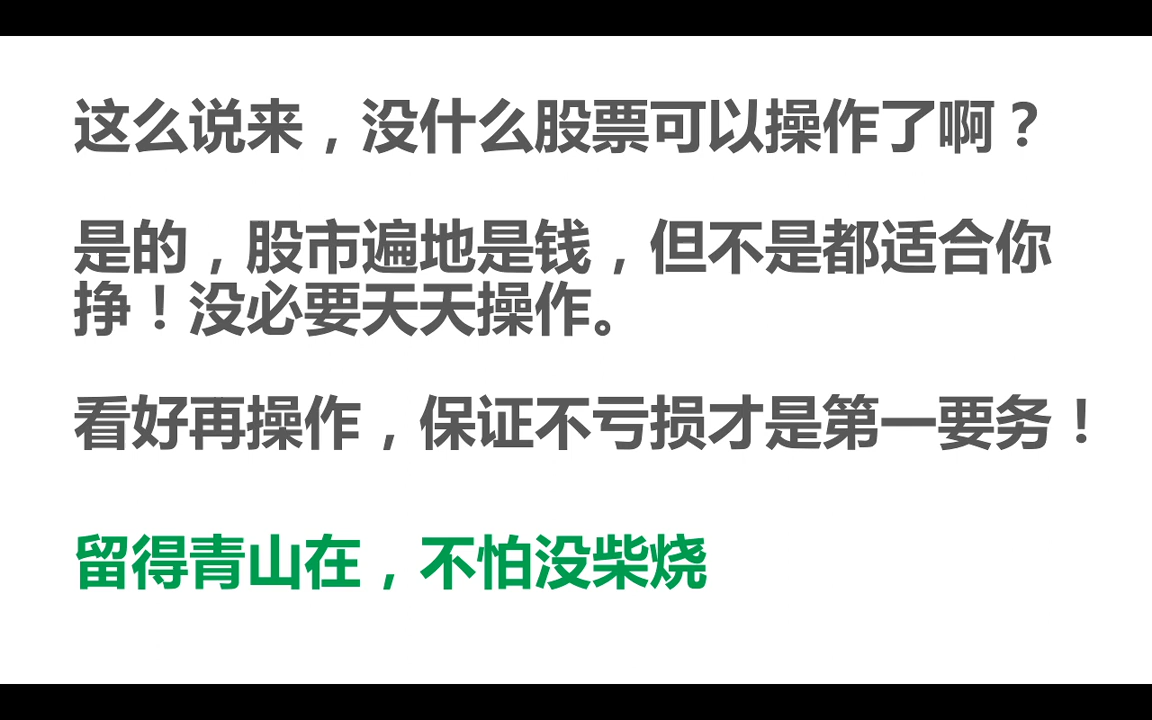 这么说来，没什么股票可以操作了啊？
是的，股市遍地是钱，但不是都适合你
挣！没必要天天操作。
看好再操作，保证不亏损才是第一要务！
留得青山在，不怕没柴烧